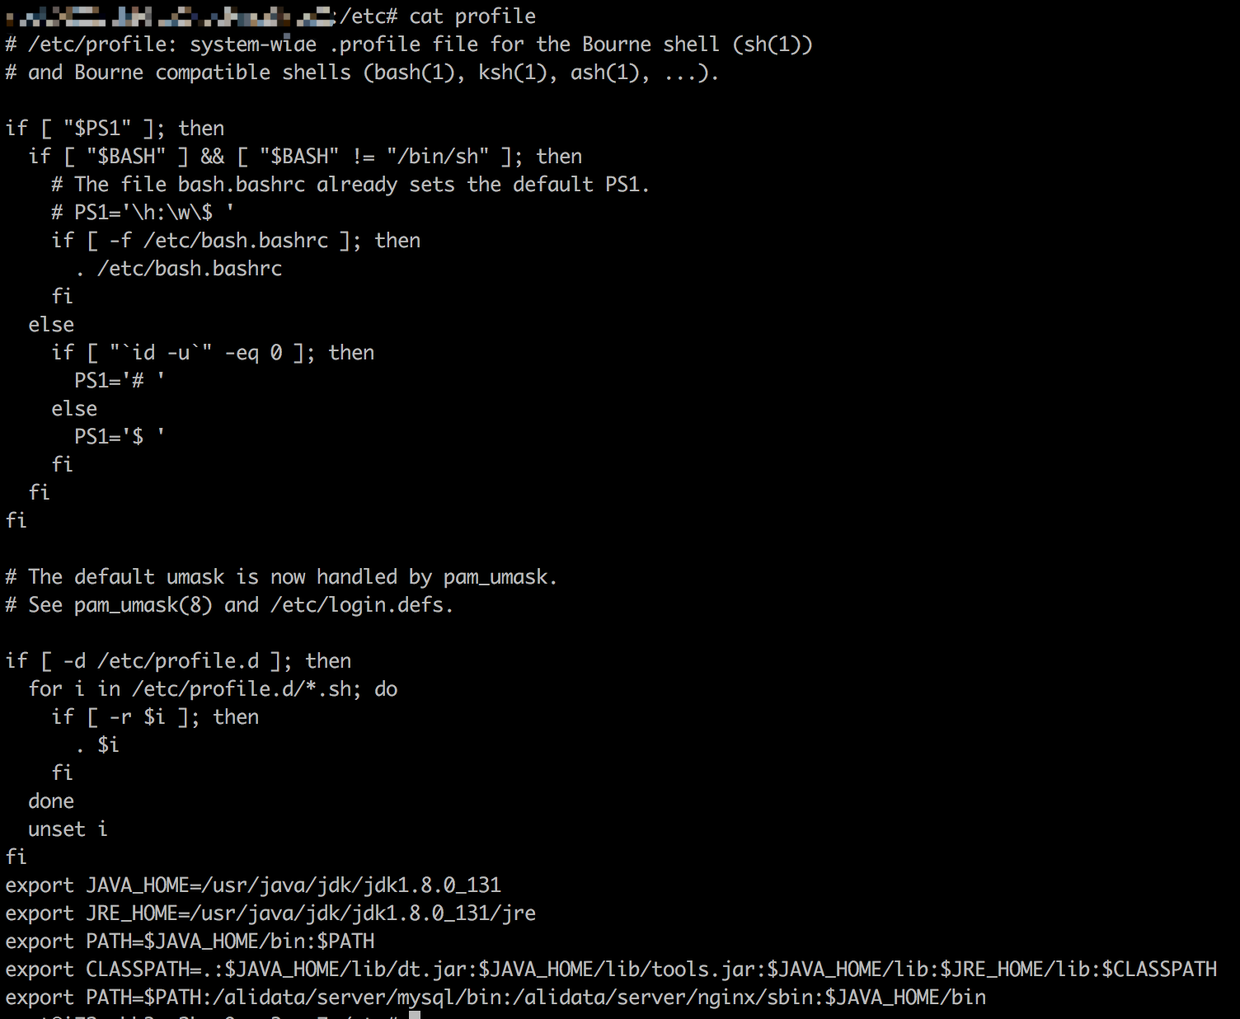 :/etc# cat profile
# /etc/profile: system-wide .profile file for the Bourne shell (sh(1))
# and Bourne compatible shells (bash(1), ksh(1), ash(1), ...).
if [ "$PS1" ]; then
if [ "$BASH" ] && [ "$BASH" != "/bin/sh" ]; then
# The file bash.bashrc already sets the default PS1.
# PS1='\h:\w\$ '
if [ -f /etc/bash.bashrc ]; then
. /etc/bash.bashrc
fi
else
if [ "`id -u`" -eq 0 ]; then
PS1='# '
else
PS1='$ '
fi
fi
fi
# The default umask is now handled by pam_umask.
# See pam_umask(8) and /etc/login.defs.
if [ -d /etc/profile.d ]; then
for i in /etc/profile.d/*.sh; do
if [ -r $i ]; then
. $i
fi
done
unset i
fi
export JAVA_HOME=/usr/java/jdk/jdk1.8.0_131
export JRE_HOME=/usr/java/jdk/jdk1.8.0_131/jre
export PATH=$JAVA_HOME/bin:$PATH
export CLASSPATH=.:$JAVA_HOME/lib/dt.jar:$JAVA_HOME/lib/tools.jar:$JAVA_HOME/lib:$JRE_HOME/lib:$CLASSPATH
export PATH=$PATH:/alidata/server/mysql/bin:/alidata/server/nginx/sbin:$JAVA_HOME/bin